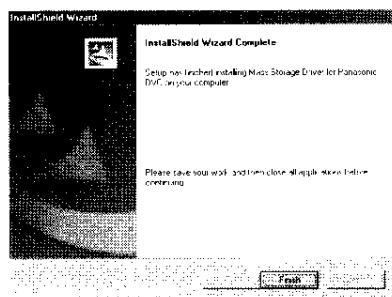 InstallShield Wizard
InstallShield Wizard Complete
Setup has finished installing Mass Storage Driver for Panasonic
DVC on your computer.
Please save your work and then close all applications before
continuing.
Finish